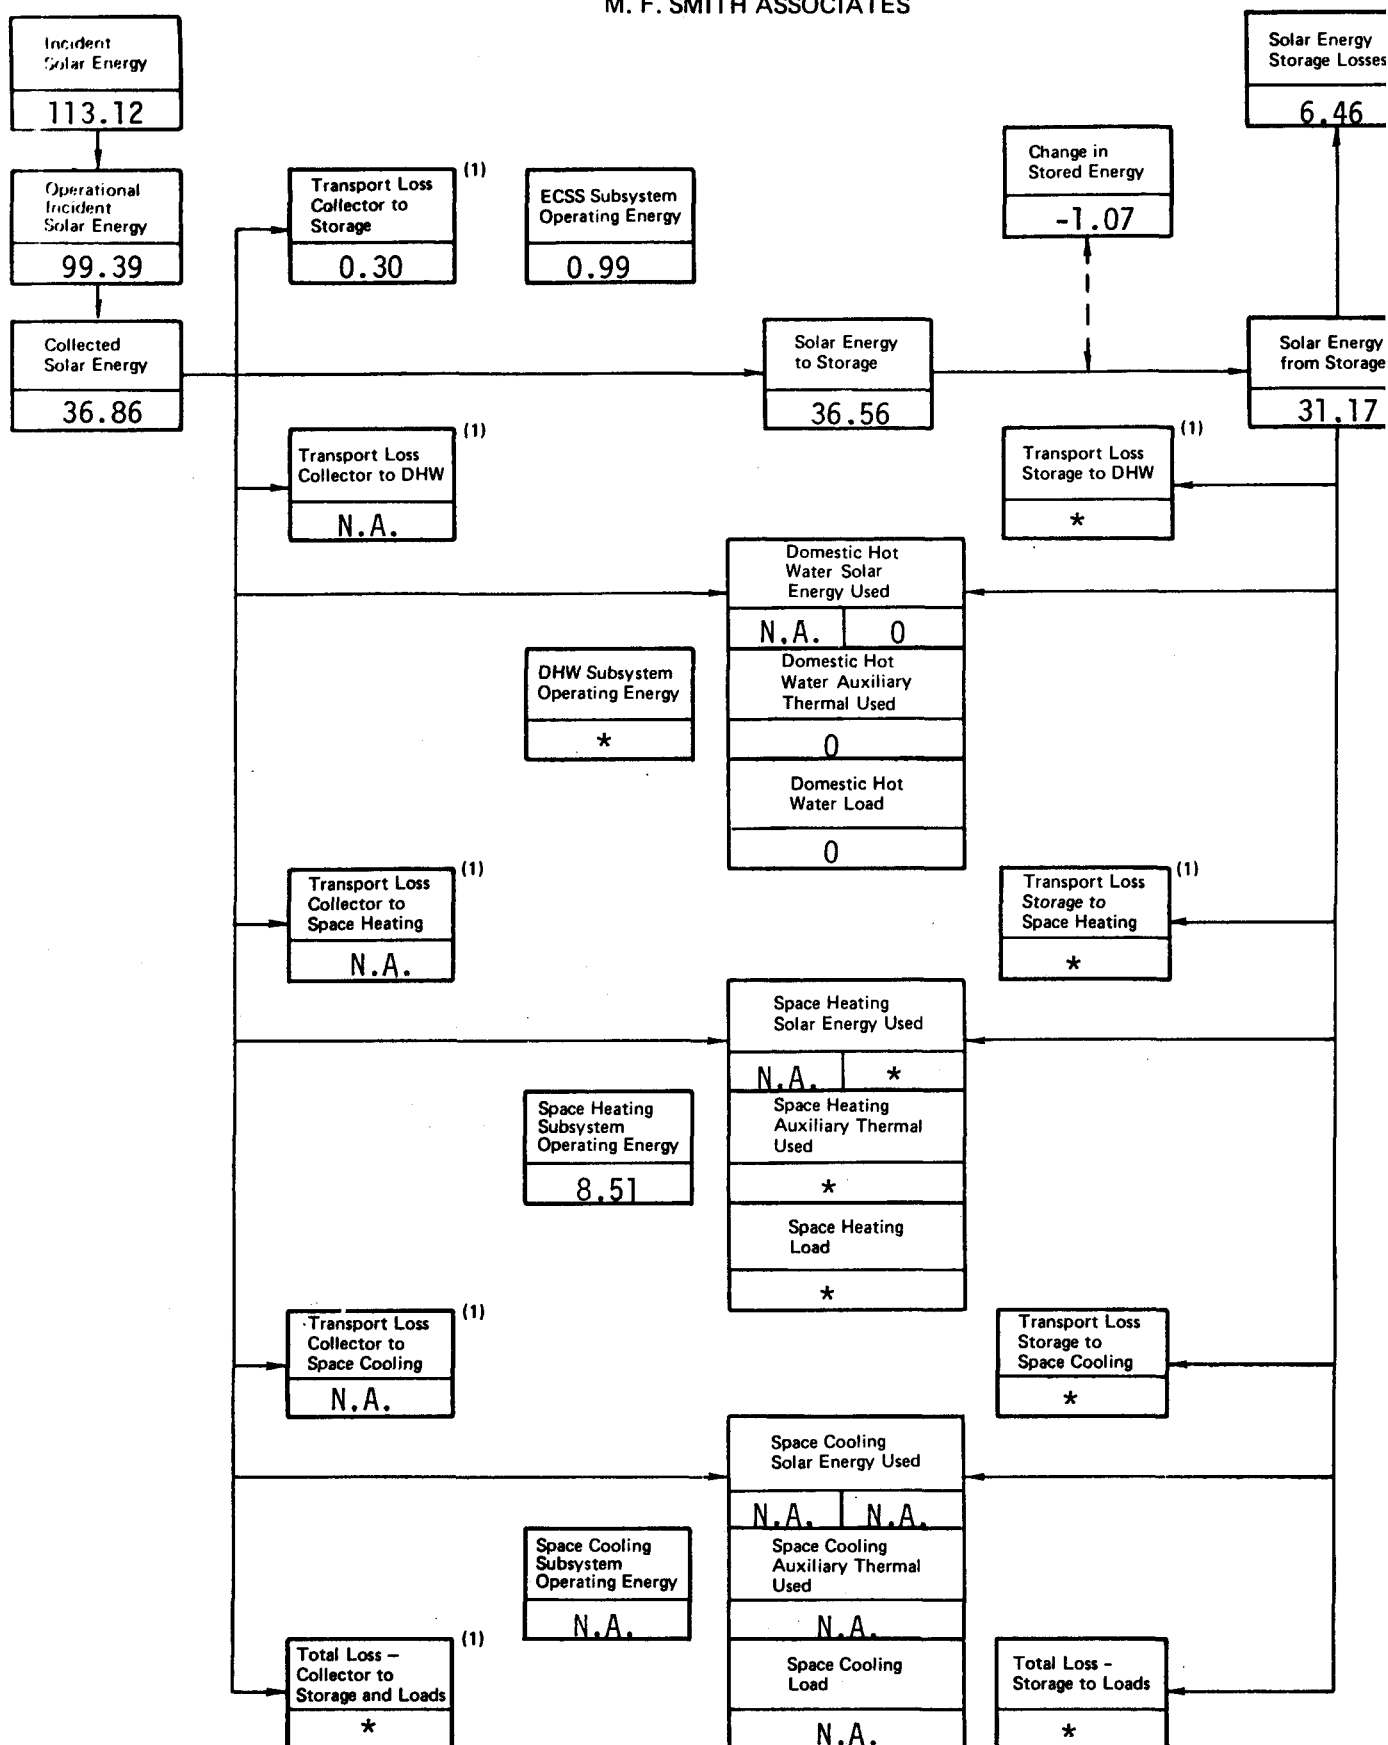 M. F. SMITH ASSOCIATES
Incident
Solar Energy
113.12
Solar Energy
Storage Losses
6.46
Change in
Stored Energy
-1.07
Operational
Incident
Solar Energy
99.39
Transport Loss
Collector to
Storage
(1)
0.30
ECSS Subsystem
Operating Energy
0.99
Collected
Solar Energy
36.86
Solar Energy
to Storage
36.56
Solar Energy
from Storage
31.17
Transport Loss
Collector to DHW
(1)
N.A.
Transport Loss
Storage to DHW
(1)
*
Domestic Hot
Water Solar
Energy Used
N.A. 0
Domestic Hot
Water Auxiliary
Thermal Used
0
Domestic Hot
Water Load
0
DHW Subsystem
Operating Energy
*
Transport Loss
Collector to
Space Heating
(1)
N.A.
Transport Loss
Storage to
Space Heating
(1)
*
Space Heating
Solar Energy Used
N.A. *
Space Heating
Auxiliary Thermal
Used
*
Space Heating
Load
*
Space Heating
Subsystem
Operating Energy
8.51
Transport Loss
Collector to
Space Cooling
(1)
N.A.
Transport Loss
Storage to
Space Cooling
*
Space Cooling
Solar Energy Used
N.A. N.A.
Space Cooling
Auxiliary Thermal
Used
N.A.
Space Cooling
Load
N.A.
Space Cooling
Subsystem
Operating Energy
N.A.
Total Loss –
Collector to
Storage and Loads
(1)
*
Total Loss -
Storage to Loads
*